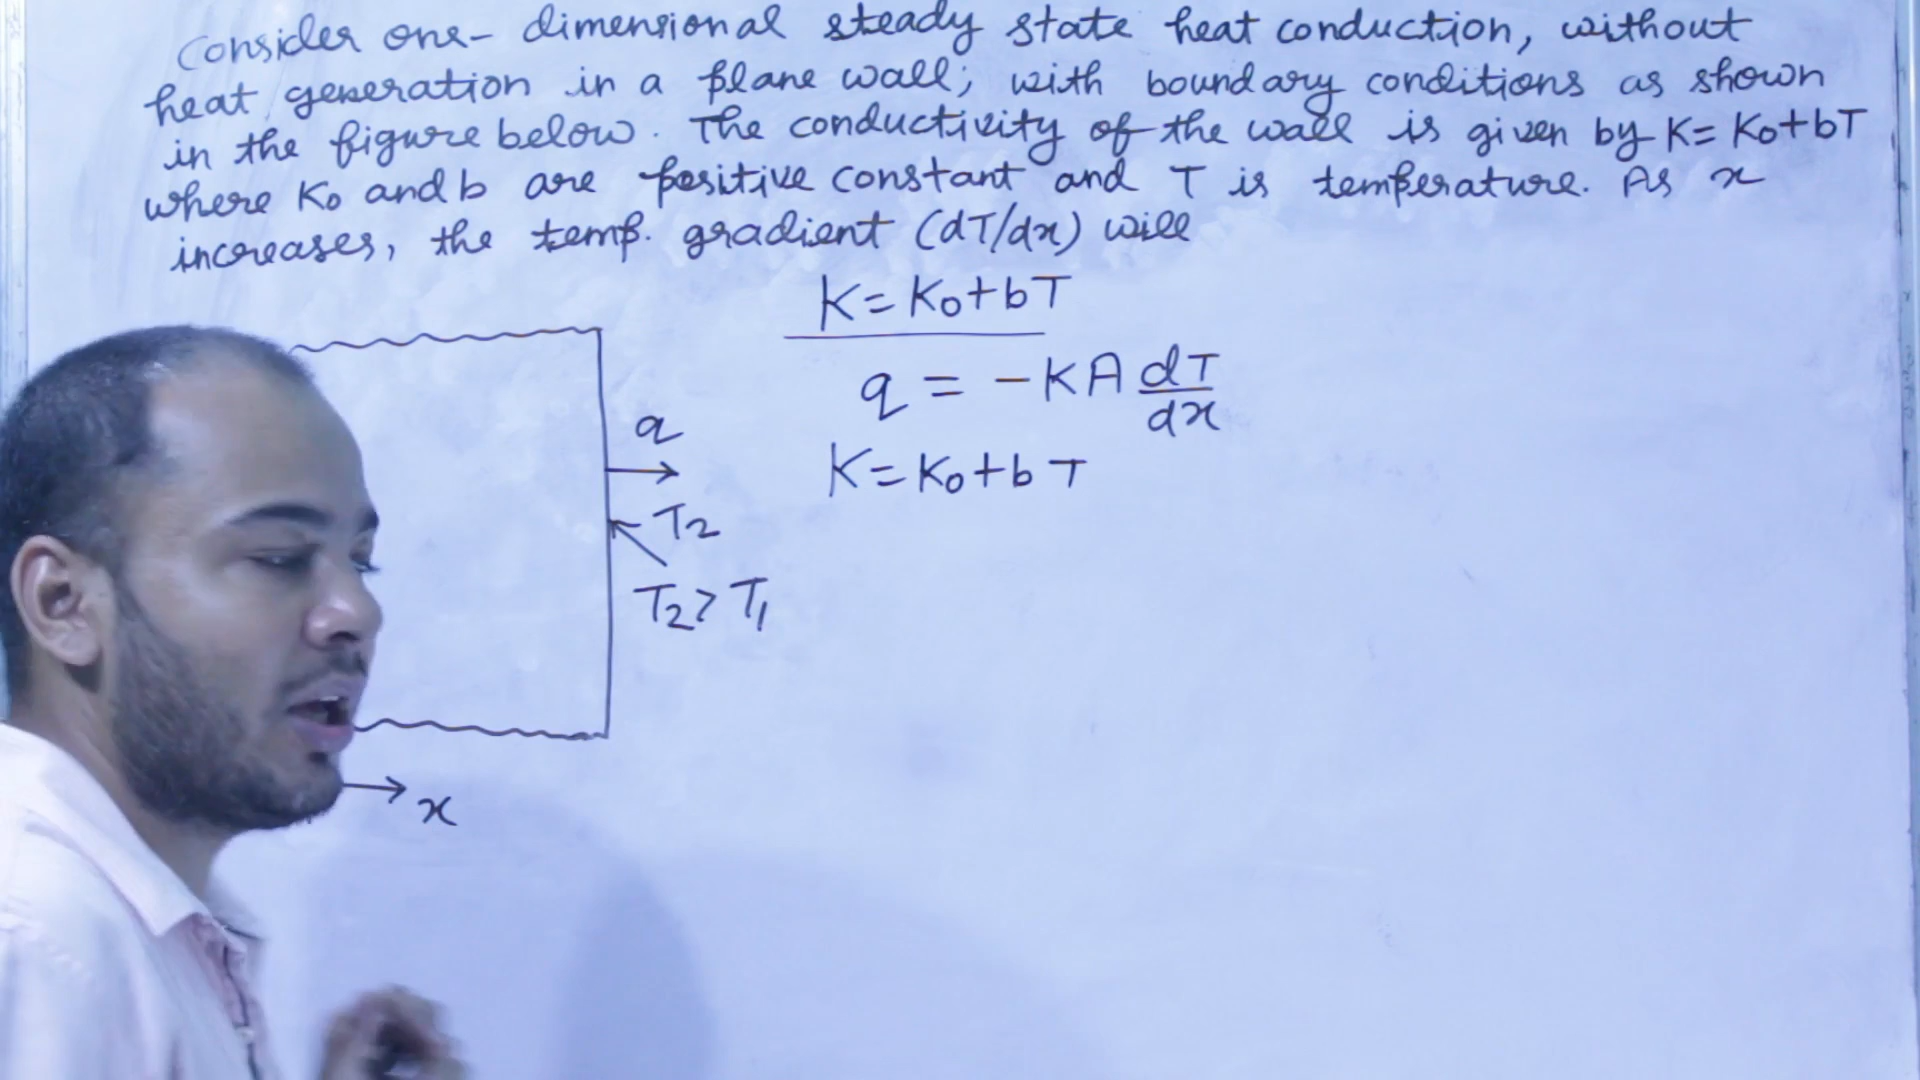 Consider one-dimensional steady state heat conduction, without
heat generation in a plane wall; with boundary conditions as shown
in the figure below. The conductivity of the wall is given by K = K₀+bT
where K₀ and b are positive constant and T is temperature. As x
increases, the temp. gradient (dT/dx) will
K = K₀+bT
q = -KA dT/dx
K = K₀+bT
q
T₂
T₂ > T₁
x